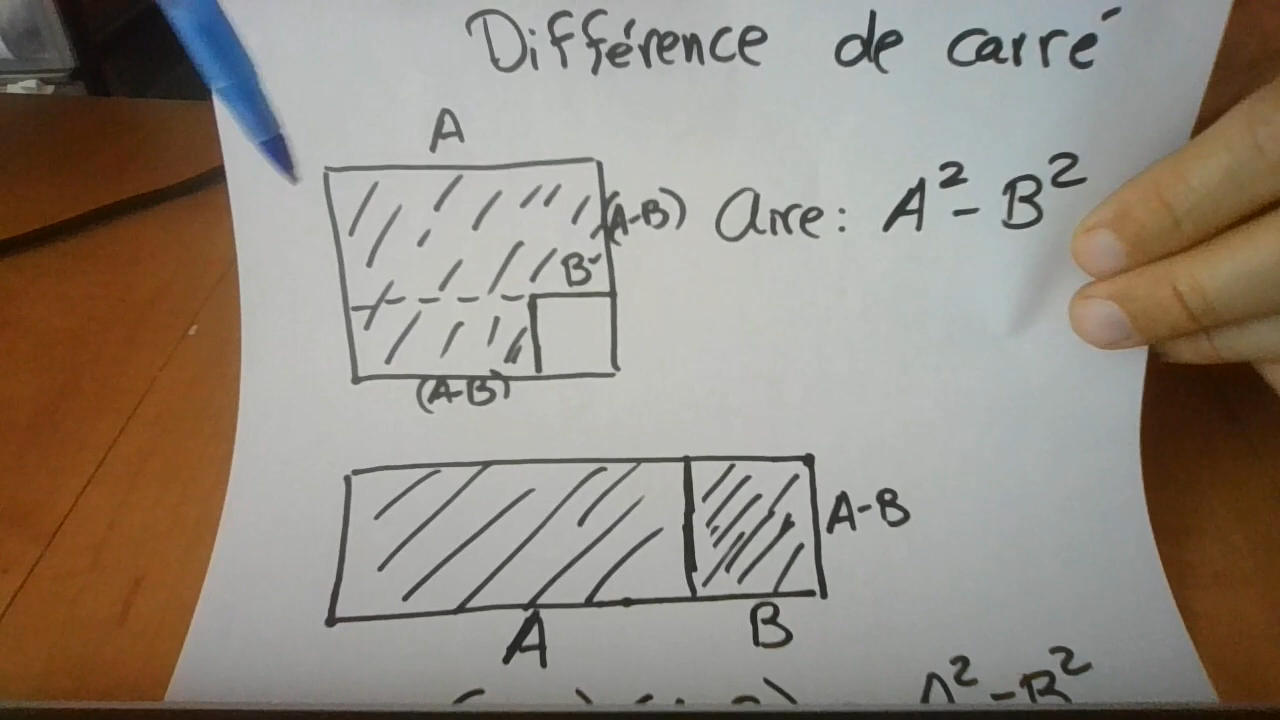 Différence de carré
A
(A-B) Aire: A² - B²
B
(A-B)
A-B
A B
A² - B²